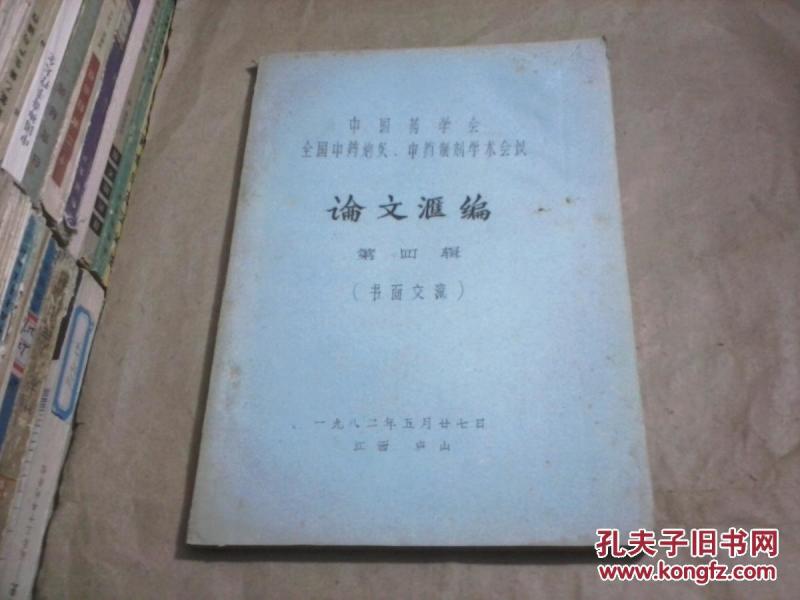 中国药学会
全国中药炮炙、中药制剂学术会议
论文滙编
第四辑
(书面交流)
一九八二年五月廿七日
江西 庐山
孔夫子旧书网
WWW.KONGFZ.COM